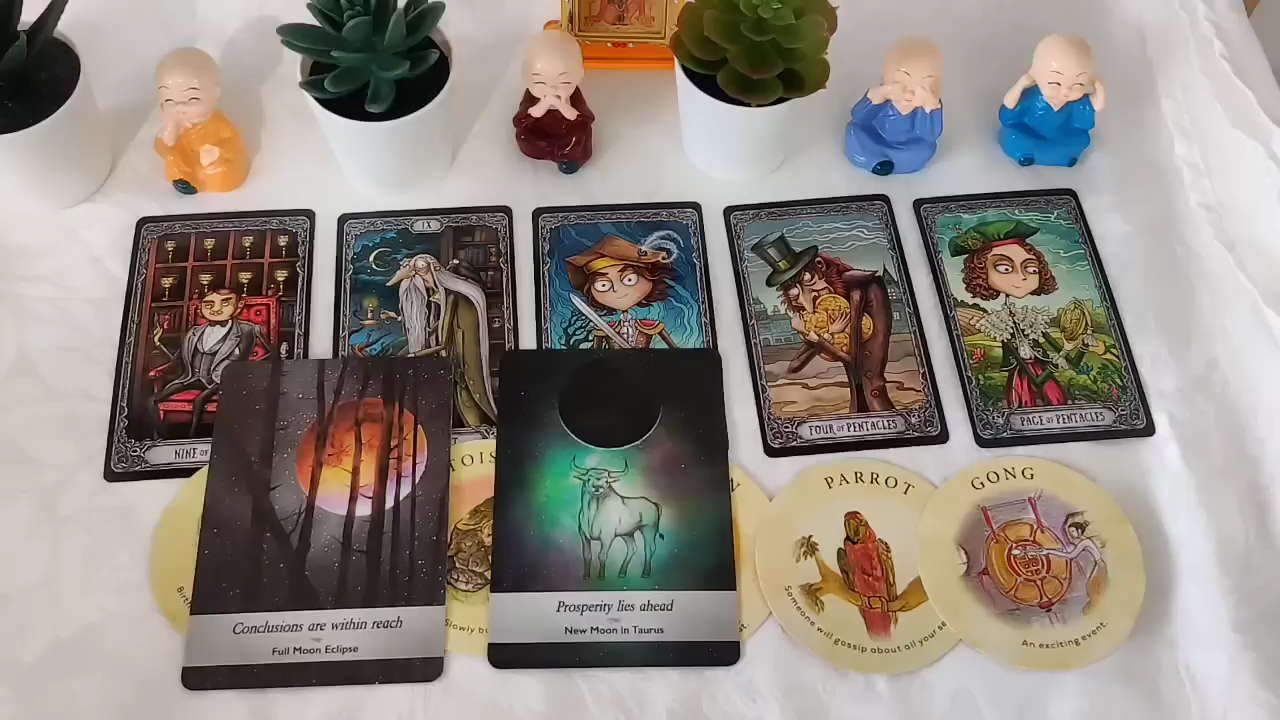 IX
NINE OF
FOUR OF PENTACLES
PAGE OF PENTACLES
PARROT
GONG
Someone will gossip about all your se
An exciting event.
Slowly bu
Conclusions are within reach
Full Moon Eclipse
Prosperity lies ahead
New Moon in Taurus